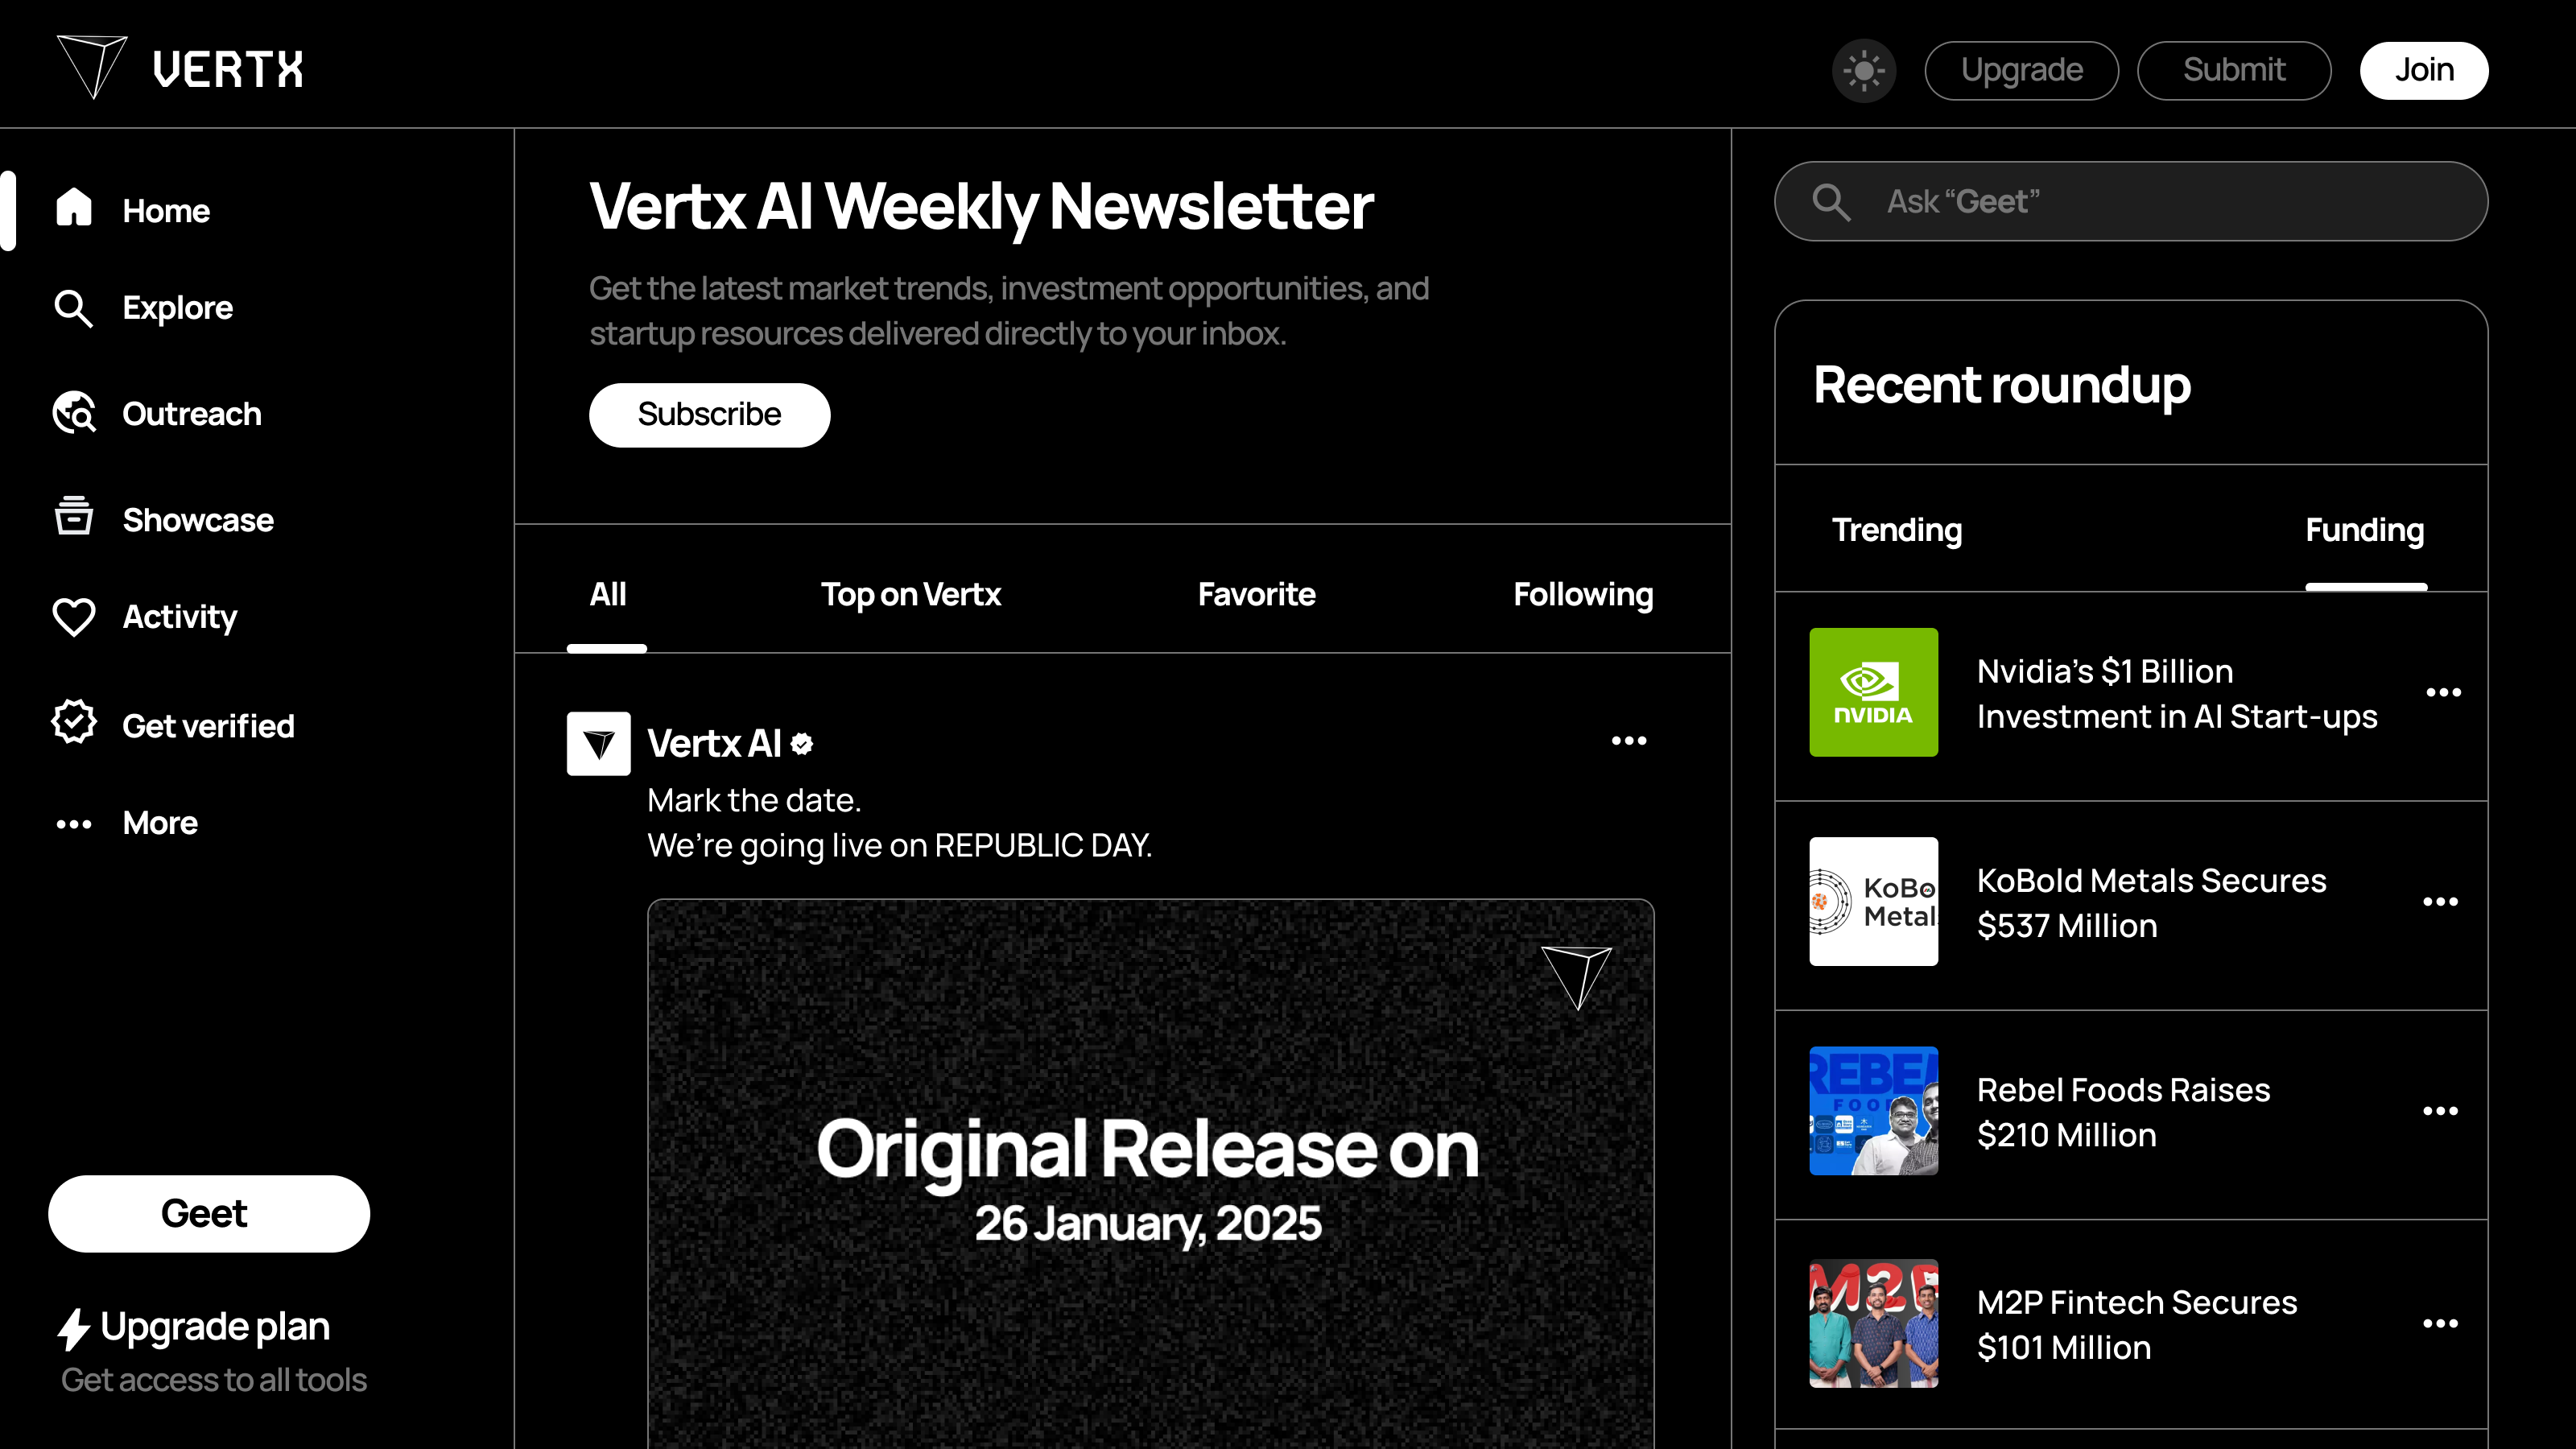 VERTX
Upgrade
Submit
Join
Home
Explore
Outreach
Showcase
Activity
Get verified
More
Geet
Upgrade plan
Get access to all tools
Vertx AI Weekly Newsletter
Get the latest market trends, investment opportunities, and
startup resources delivered directly to your inbox.
Subscribe
All
Top on Vertx
Favorite
Following
Vertx AI
Mark the date.
We’re going live on REPUBLIC DAY.
Original Release on
26 January, 2025
Ask “Geet”
Recent roundup
Trending
Funding
NVIDIA
Nvidia’s $1 Billion
Investment in AI Start-ups
KoBo
Metal
KoBold Metals Secures
$537 Million
REBE
FOO
Rebel Foods Raises
$210 Million
M2P
M2P Fintech Secures
$101 Million